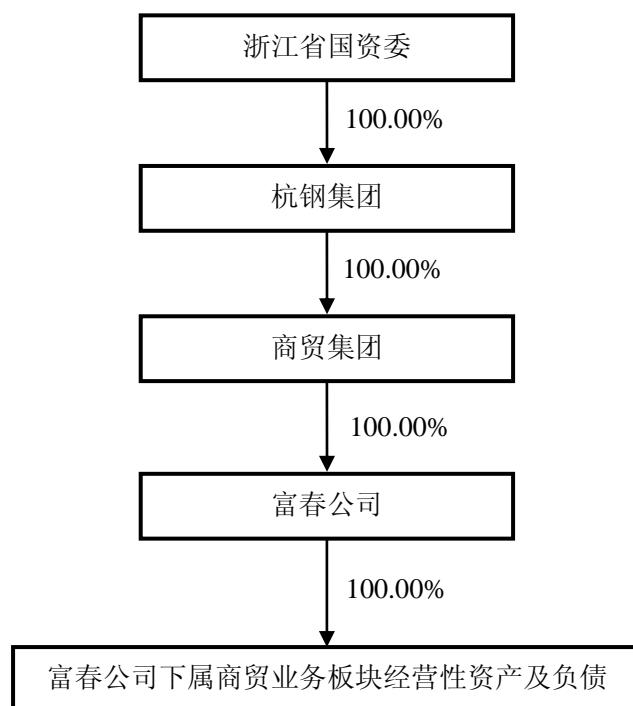 浙江省国资委
100.00%
杭钢集团
100.00%
商贸集团
100.00%
富春公司
100.00%
富春公司下属商贸业务板块经营性资产及负债